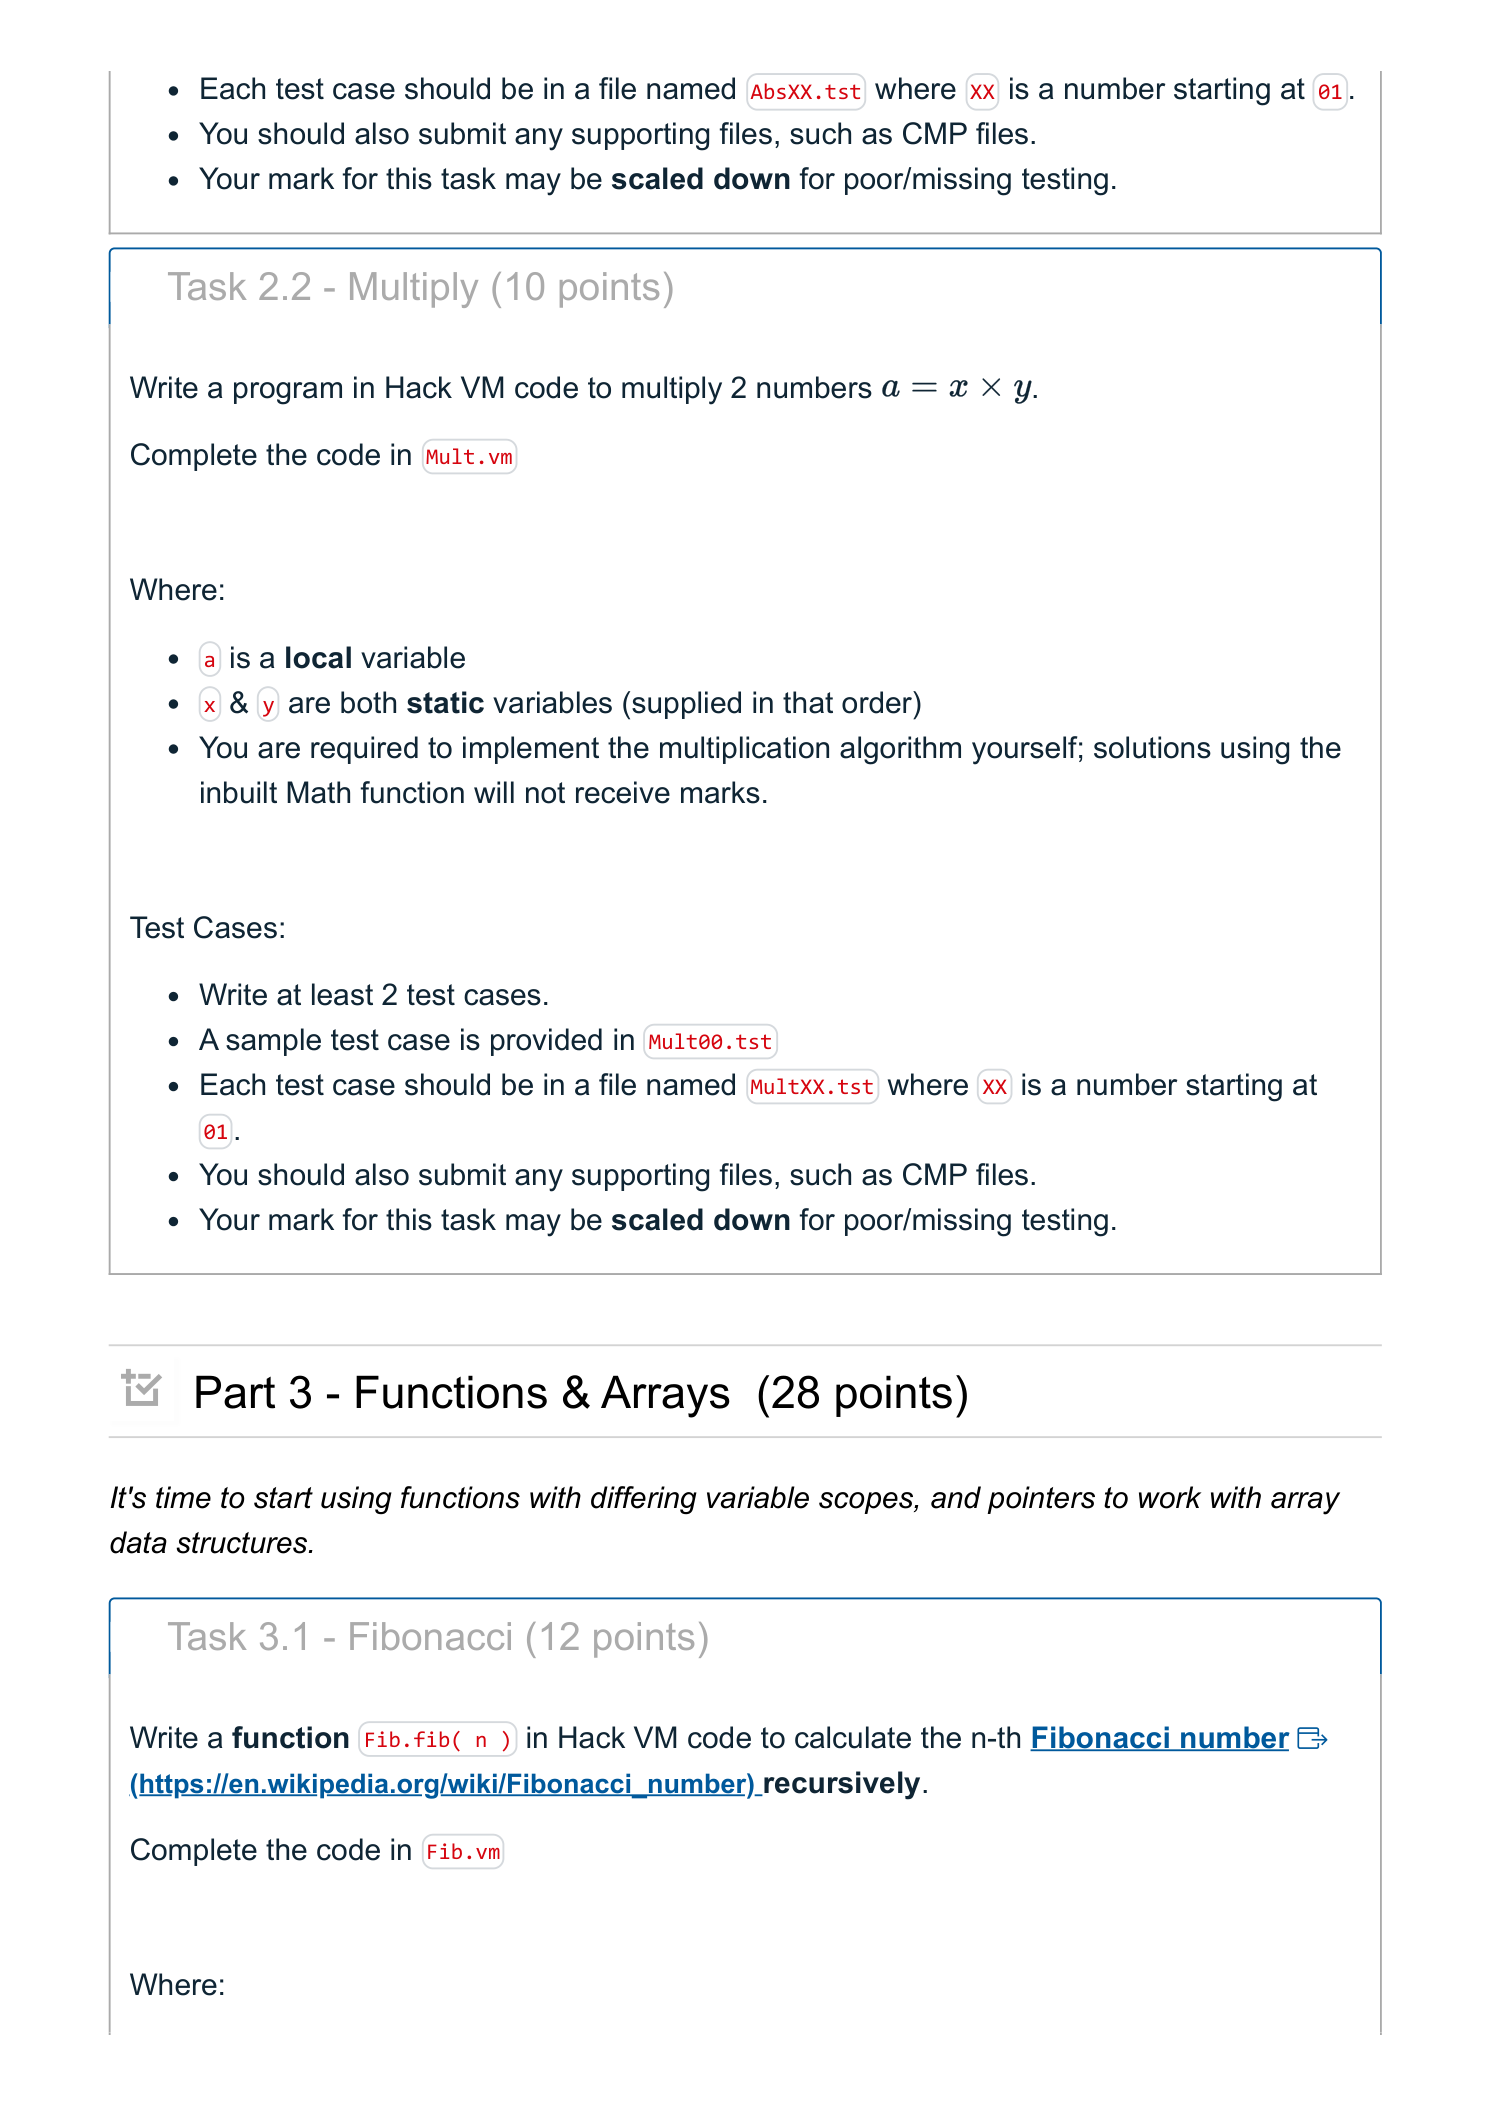 Each test case should be in a file named AbsXX.tst where XX is a number starting at 01.
You should also submit any supporting files, such as CMP files.
Your mark for this task may be scaled down for poor/missing testing.
Task 2.2 - Multiply (10 points)
Write a program in Hack VM code to multiply 2 numbers a = x × y.
Complete the code in Mult.vm
Where:
a is a local variable
x & y are both static variables (supplied in that order)
You are required to implement the multiplication algorithm yourself; solutions using the
inbuilt Math function will not receive marks.
Test Cases:
Write at least 2 test cases.
A sample test case is provided in Mult00.tst
Each test case should be in a file named MultXX.tst where XX is a number starting at
01.
You should also submit any supporting files, such as CMP files.
Your mark for this task may be scaled down for poor/missing testing.
Part 3 - Functions & Arrays (28 points)
It's time to start using functions with differing variable scopes, and pointers to work with array
data structures.
Task 3.1 - Fibonacci (12 points)
Write a function Fib.fib( n ) in Hack VM code to calculate the n-th Fibonacci number
(https://en.wikipedia.org/wiki/Fibonacci_number) recursively.
Complete the code in Fib.vm
Where: